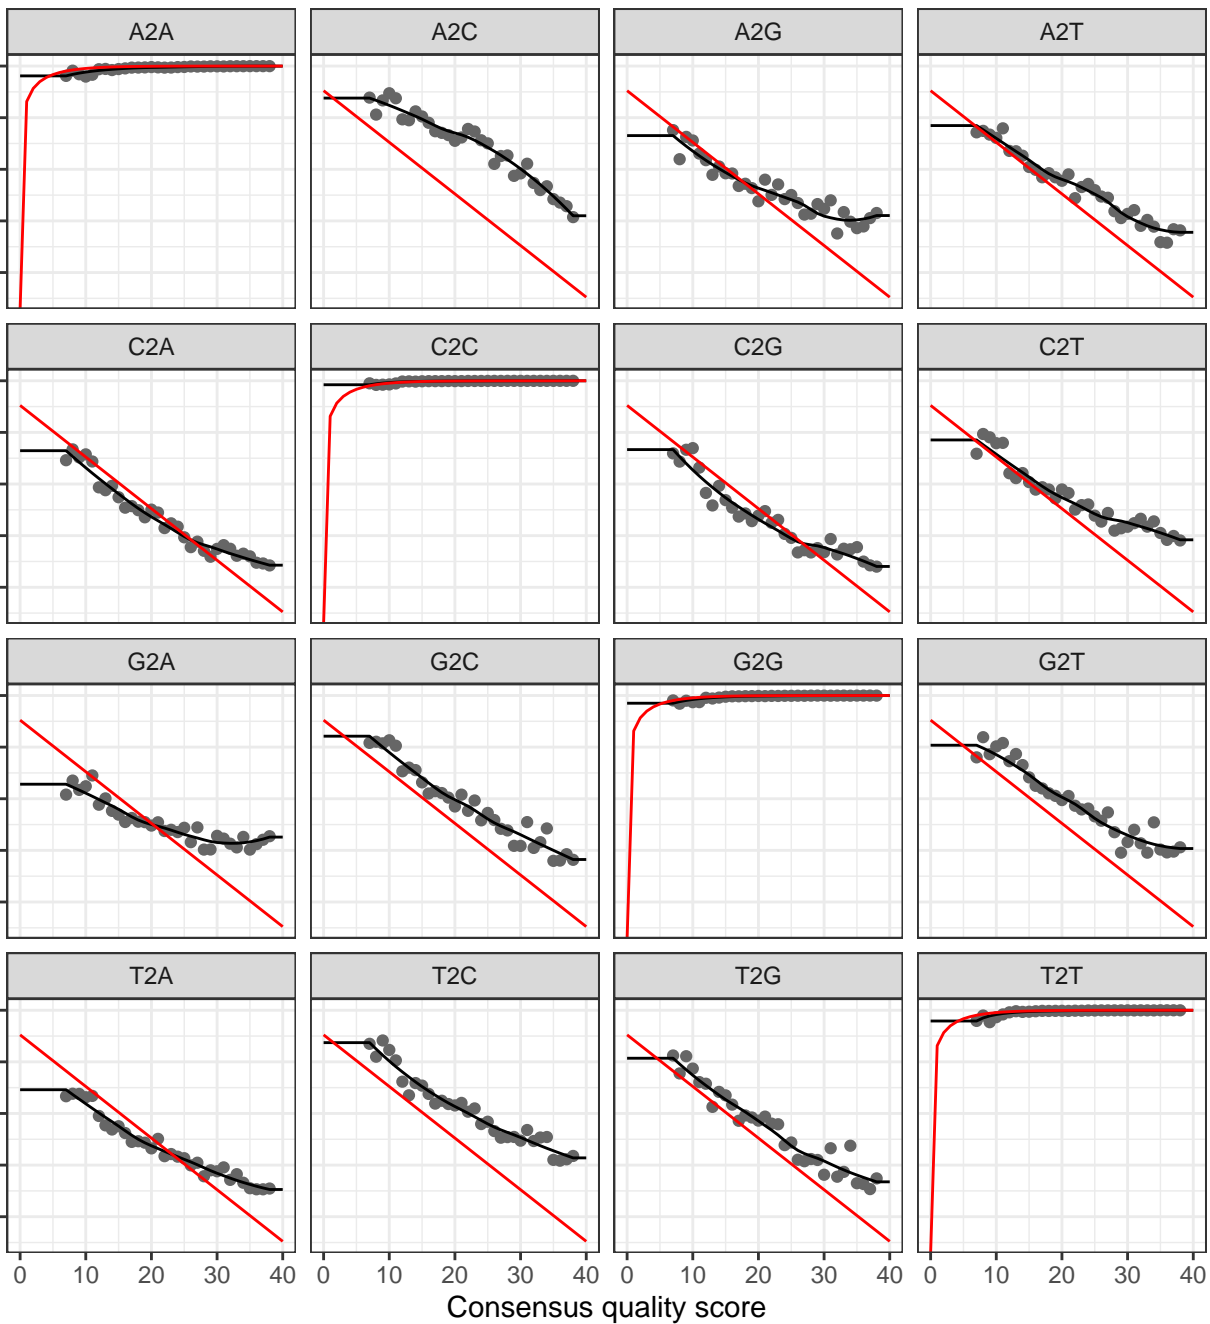 A2A A2C A2G A2T
C2A C2C C2G C2T
G2A G2C G2G G2T
T2A T2C T2G T2T
0 10 20 30 40 0 10 20 30 40 0 10 20 30 40 0 10 20 30 40
Consensus quality score